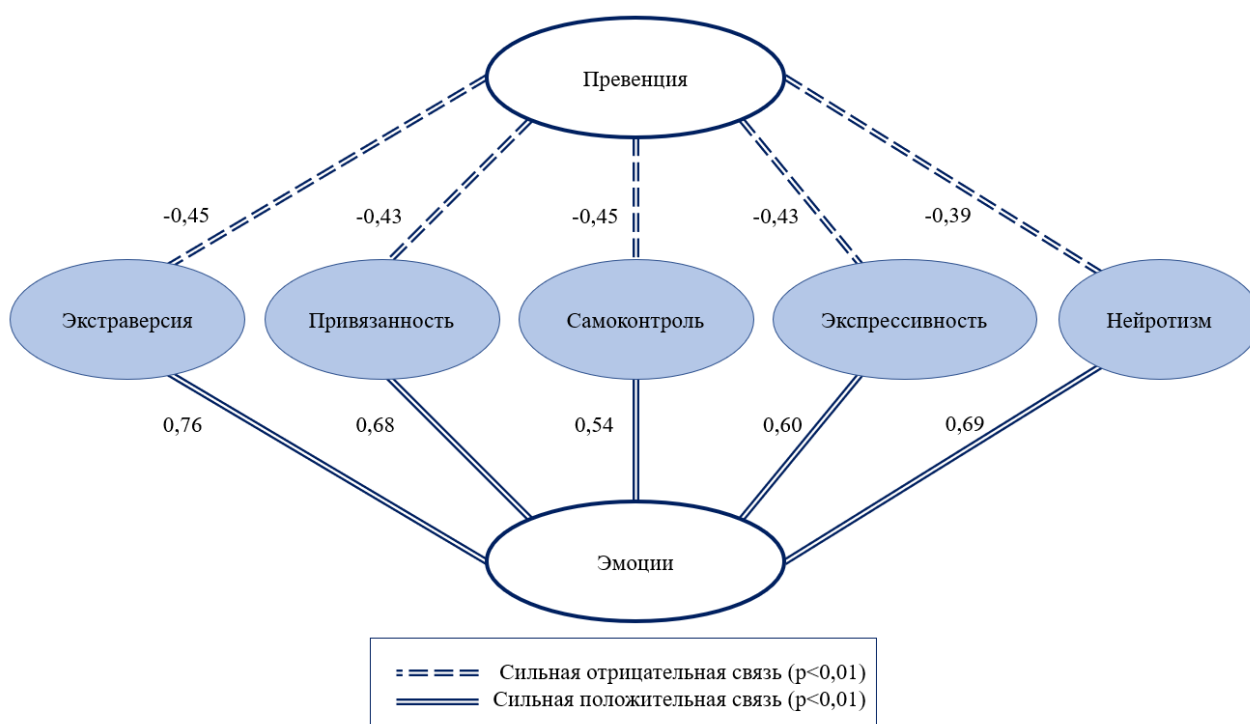 Превенция
-0,45
-0,43
-0,45
-0,43
-0,39
Экстраверсия
Привязанность
Самоконтроль
Экспрессивность
Нейротизм
0,76
0,68
0,54
0,60
0,69
Эмоции
Сильная отрицательная связь (p<0,01)
Сильная положительная связь (p<0,01)